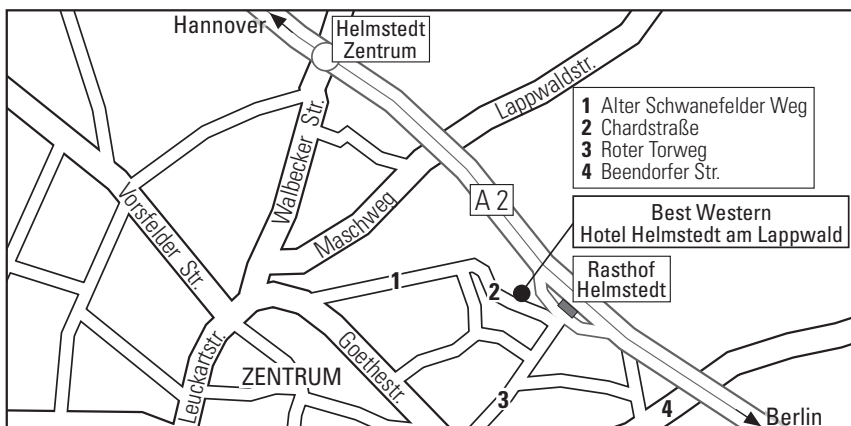 Hannover
Helmstedt
Zentrum
Lappwaldstr.
1 Alter Schwanefelder Weg
2 Chardstraße
3 Roter Torweg
4 Beendorfer Str.
Walbecker Str.
Vorsfelder Str.
Maschweg
A 2
Best Western
Hotel Helmstedt am Lappwald
Rasthof
Helmstedt
1
2
Leuckartstr.
Goethestr.
ZENTRUM
3
4
Berlin